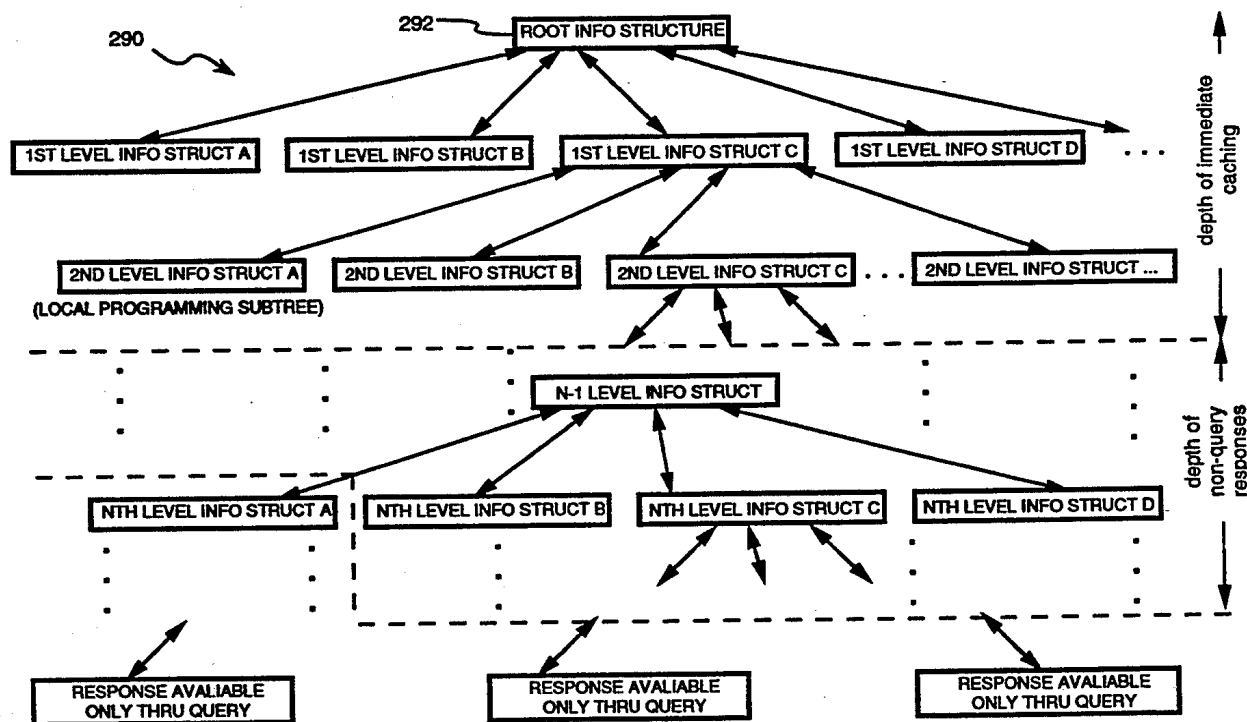 290
292
ROOT INFO STRUCTURE
1ST LEVEL INFO STRUCT A
1ST LEVEL INFO STRUCT B
1ST LEVEL INFO STRUCT C
1ST LEVEL INFO STRUCT D
. . .
depth of immediate
caching
2ND LEVEL INFO STRUCT A
(LOCAL PROGRAMMING SUBTREE)
2ND LEVEL INFO STRUCT B
2ND LEVEL INFO STRUCT C
. . .
2ND LEVEL INFO STRUCT ...
N-1 LEVEL INFO STRUCT
depth of
non-query
responses
NTH LEVEL INFO STRUCT A
NTH LEVEL INFO STRUCT B
NTH LEVEL INFO STRUCT C
NTH LEVEL INFO STRUCT D
RESPONSE AVALIABLE
ONLY THRU QUERY
RESPONSE AVALIABLE
ONLY THRU QUERY
RESPONSE AVALIABLE
ONLY THRU QUERY